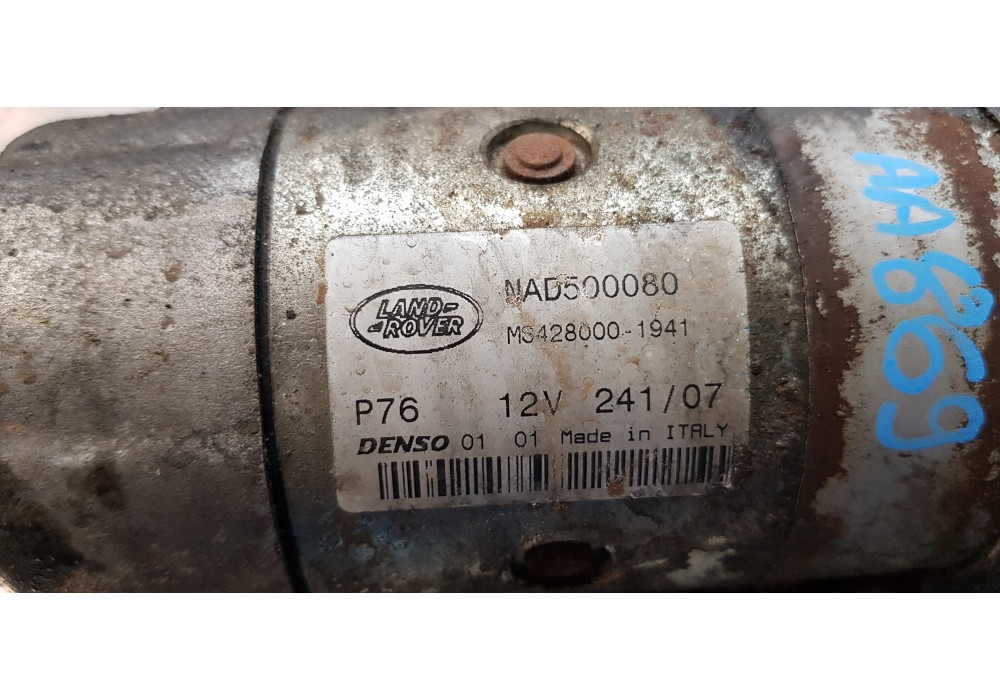 LAND-
-ROVER
NAD500080
MS428000-1941
P76 12V 241/07
DENSO 01 01 Made in ITALY
AA869